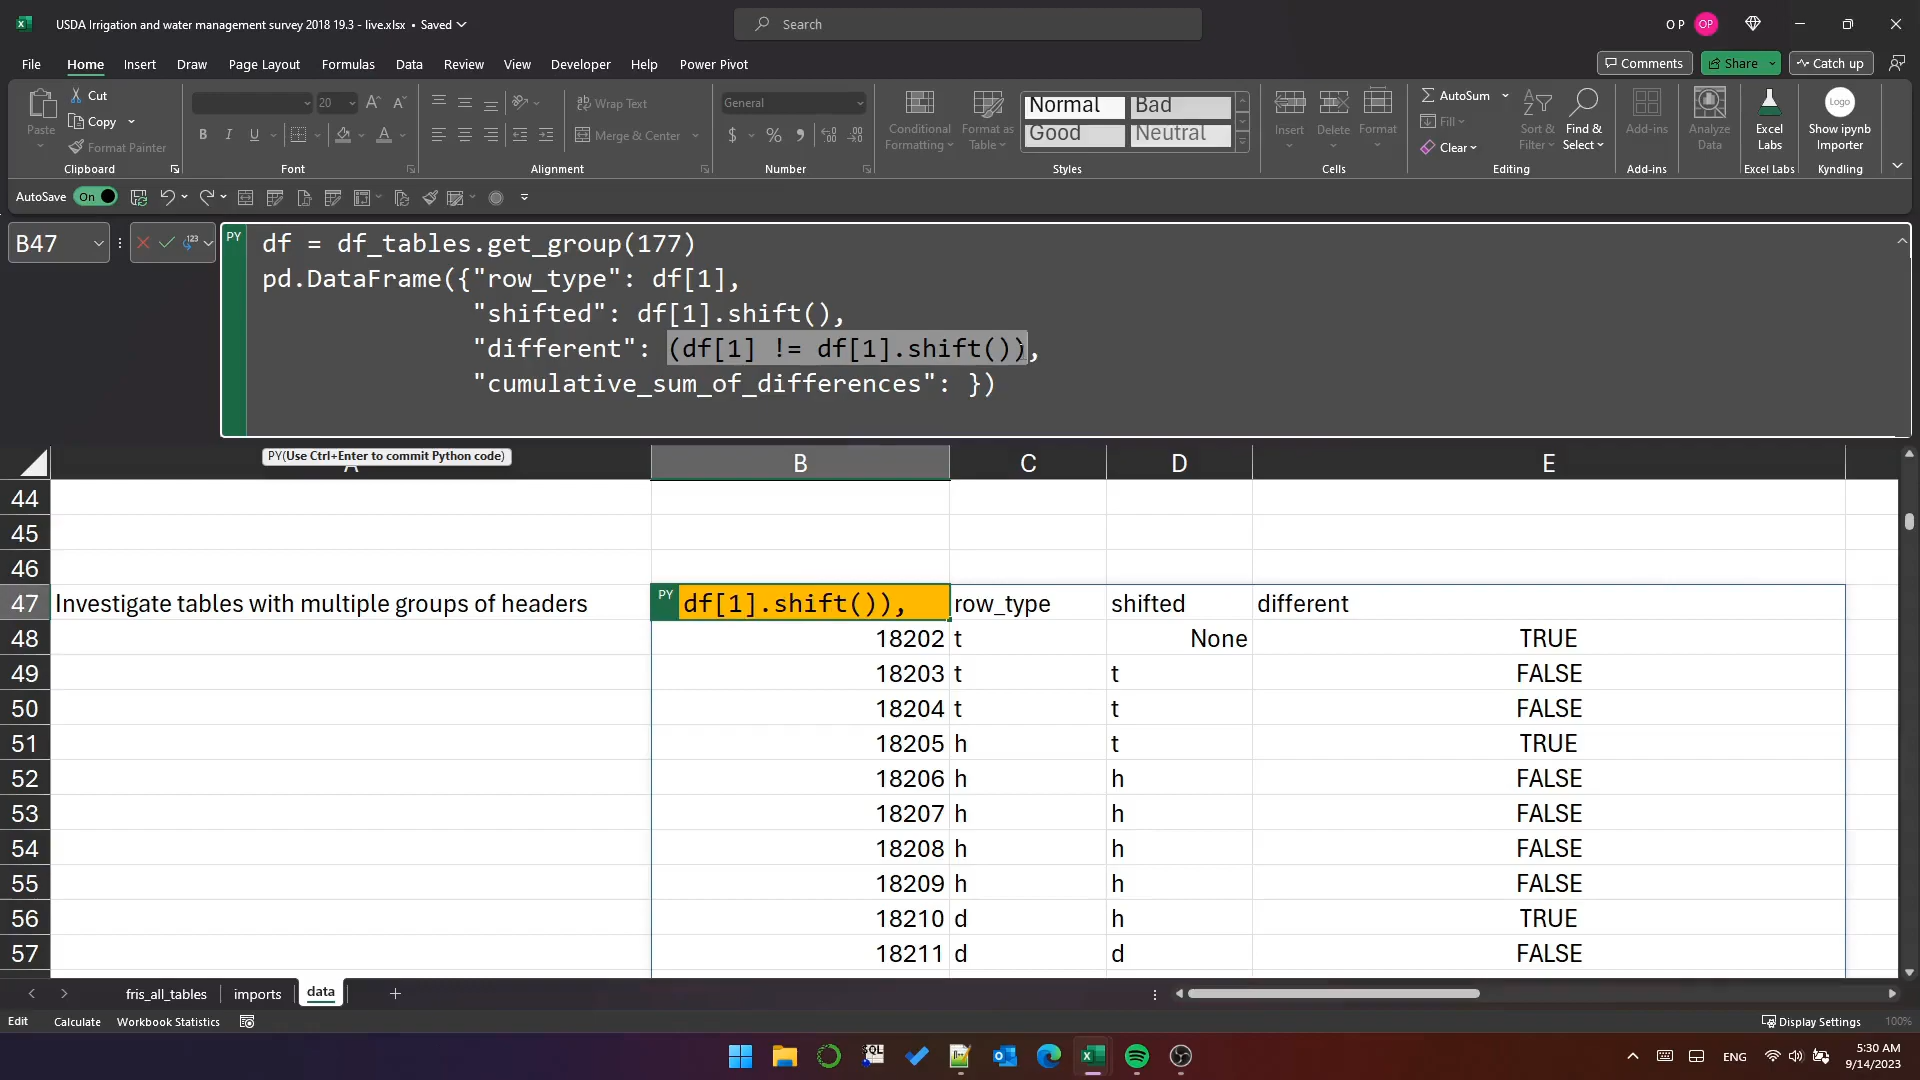 USDA Irrigation and water management survey 2018 19.3 - live.xlsx • Saved
Search
O P
OP
File Home Insert Draw Page Layout Formulas Data Review View Developer Help Power Pivot
Comments
Share
Catch up
Paste
Cut
Copy
Format Painter
Clipboard
20
B I U
Font
Wrap Text
Merge & Center
Alignment
General
$ % ,
Number
Conditional Formatting
Format as Table
Normal Bad
Good Neutral
Styles
Insert Delete Format
Cells
AutoSum
Fill
Clear
Sort & Filter
Find & Select
Editing
Add-ins
Add-ins
Analyze Data
Excel Labs
Excel Labs
Logo
Show ipynb Importer
Kyndling
AutoSave On
B47
PY
df = df_tables.get_group(177)
pd.DataFrame({"row_type": df[1],
"shifted": df[1].shift(),
"different": (df[1] != df[1].shift()),
"cumulative_sum_of_differences": })
PY(Use Ctrl+Enter to commit Python code)
A B C D E
44
45
46
47 Investigate tables with multiple groups of headers PY df[1].shift()), row_type shifted different
48 18202 t None TRUE
49 18203 t t FALSE
50 18204 t t FALSE
51 18205 h t TRUE
52 18206 h h FALSE
53 18207 h h FALSE
54 18208 h h FALSE
55 18209 h h FALSE
56 18210 d h TRUE
57 18211 d d FALSE
fris_all_tables imports data
Edit Calculate Workbook Statistics
Display Settings 100%
SQL
ENG
5:30 AM
9/14/2023